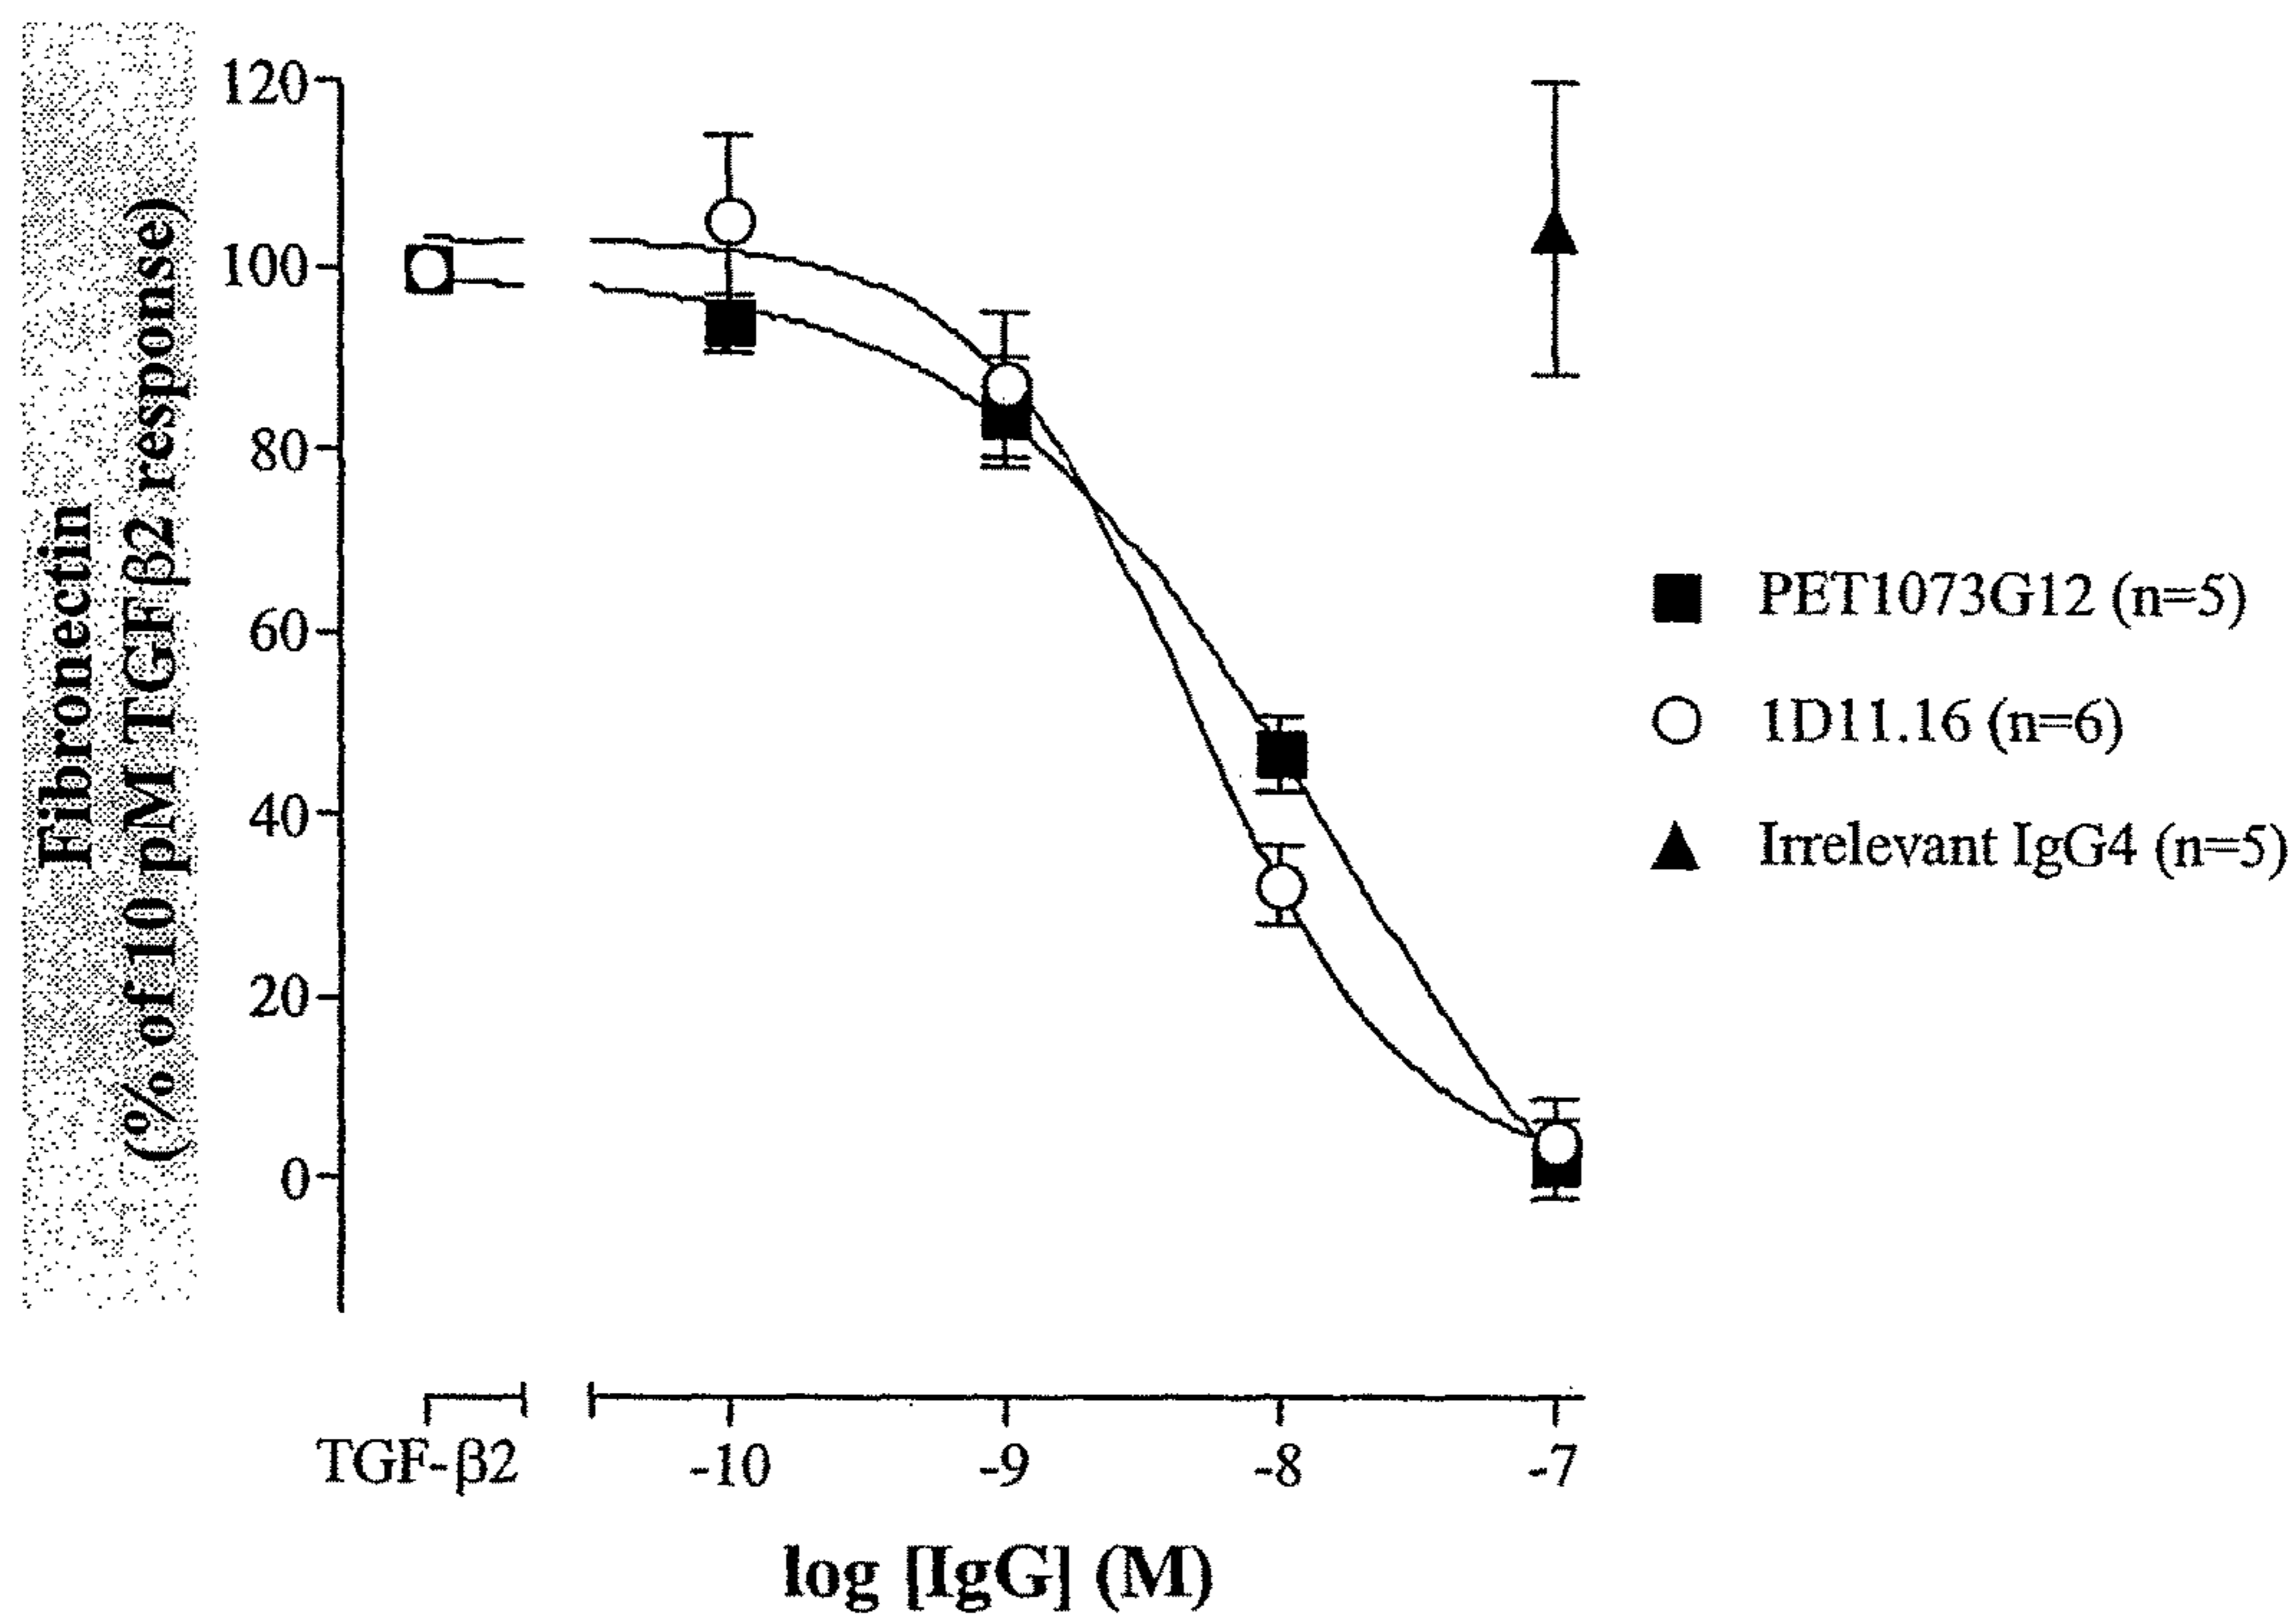 Fibronectin
(% of 10 pM TGFβ2 response)
120
100
80
60
40
20
0
PET1073G12 (n=5)
1D11.16 (n=6)
Irrelevant IgG4 (n=5)
TGF-β2
-10
-9
-8
-7
log [IgG] (M)